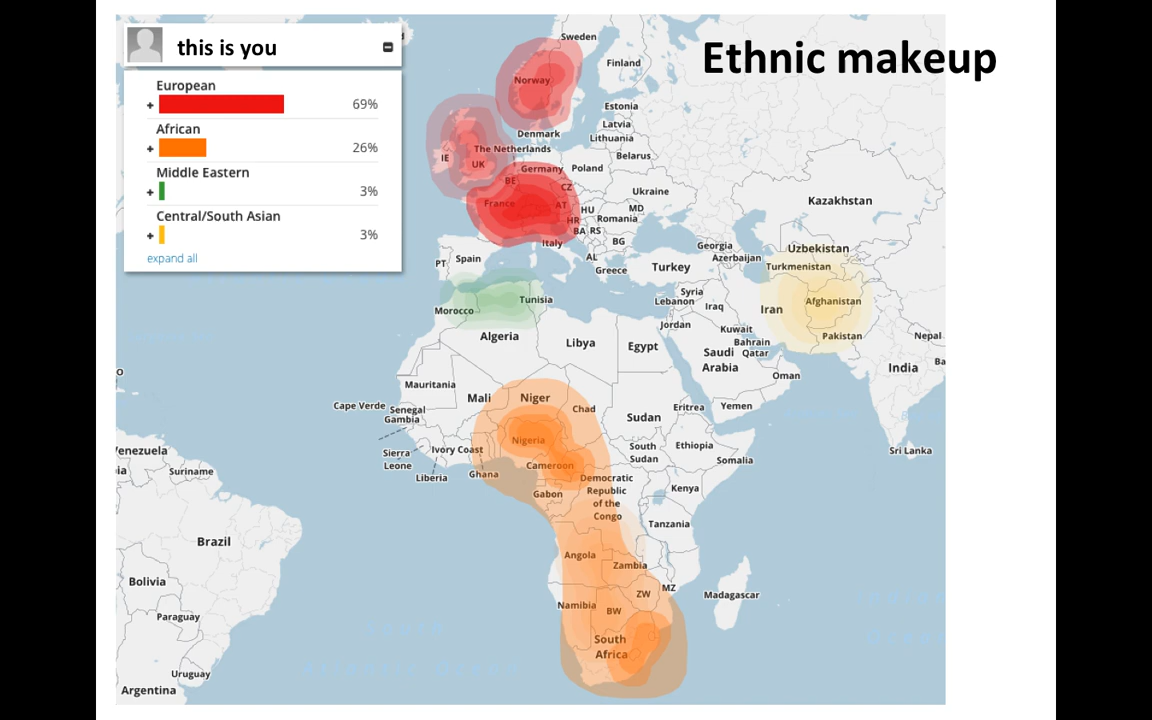 this is you
Ethnic makeup
European
69%
African
26%
Middle Eastern
3%
Central/South Asian
3%
expand all
Sweden
Finland
Norway
Estonia
Latvia
Lithuania
Denmark
The Netherlands
Belarus
IE
UK
Germany
Poland
BE
CZ
Ukraine
France
AT
HU
MD
Kazakhstan
HR
Romania
BA
RS
Italy
BG
Georgia
Uzbekistan
Spain
AL
Azerbaijan
PT
Greece
Turkey
Turkmenistan
Syria
Tunisia
Lebanon
Iraq
Iran
Afghanistan
Morocco
Jordan
Kuwait
Algeria
Libya
Egypt
Bahrain
Pakistan
Nepal
Saudi
Arabia
Qatar
India
Oman
Mauritania
Mali
Niger
Cape Verde
Senegal
Chad
Eritrea
Yemen
Gambia
Sudan
Nigeria
South
Sudan
Ethiopia
Sierra
Leone
Ivory Coast
Somalia
Sri Lanka
Cameroon
Liberia
Ghana
Democratic
Republic
of the
Congo
Gabon
Kenya
Venezuela
Suriname
Tanzania
Brazil
Angola
Zambia
Bolivia
ZW
MZ
Madagascar
Namibia
BW
Paraguay
South
Africa
Uruguay
Argentina